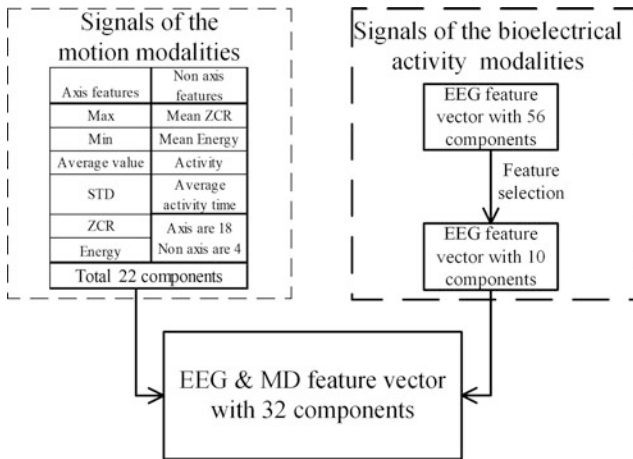 Signals of the
motion modalities
Axis features
Non axis
features
Max
Mean ZCR
Min
Mean Energy
Average value
Activity
STD
Average
activity time
ZCR
Energy
Axis are 18
Non axis are 4
Total 22 components
Signals of the bioelectrical
activity modalities
EEG feature
vector with 56
components
Feature
selection
EEG feature
vector with 10
components
EEG & MD feature vector
with 32 components